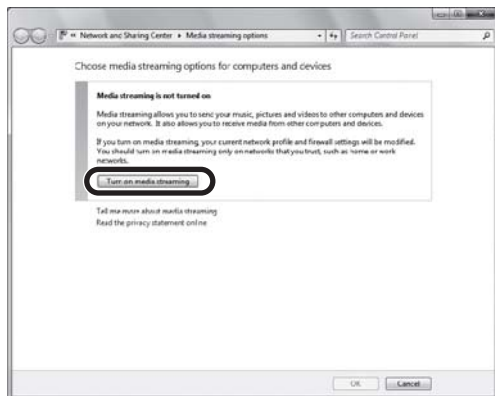 « Network and Sharing Center ▸ Media streaming options
Search Control Panel
Choose media streaming options for computers and devices
Media streaming is not turned on
Media streaming allows you to send your music, pictures and videos to other computers and devices
on your network. It also allows you to receive media from other computers and devices.
If you turn on media streaming, your current network profile and firewall settings will be modified.
You should turn on media streaming only on networks that you trust, such as home or work
networks.
Turn on media streaming
Tell me more about media streaming
Read the privacy statement online
OK
Cancel